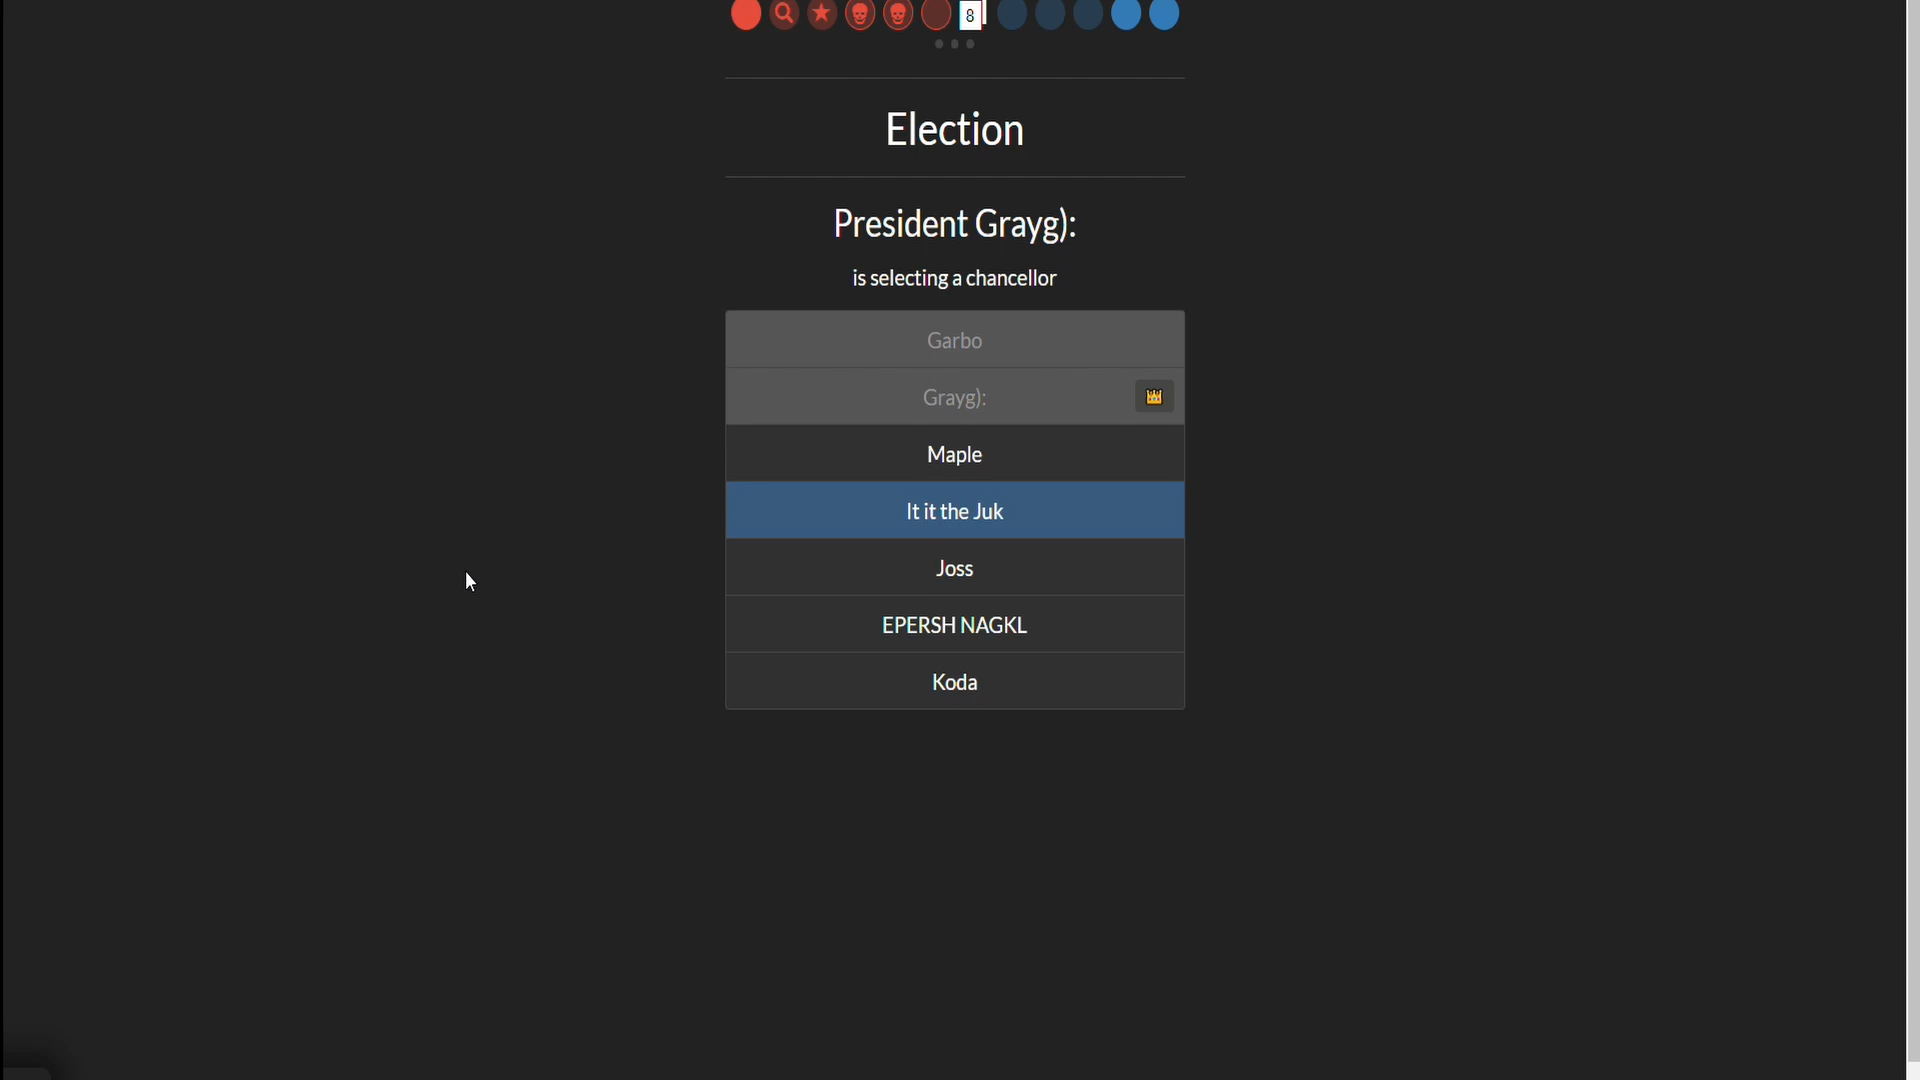 8
Election
President Grayg):
is selecting a chancellor
Garbo
Grayg):
Maple
It it the Juk
Joss
EPERSH NAGKL
Koda